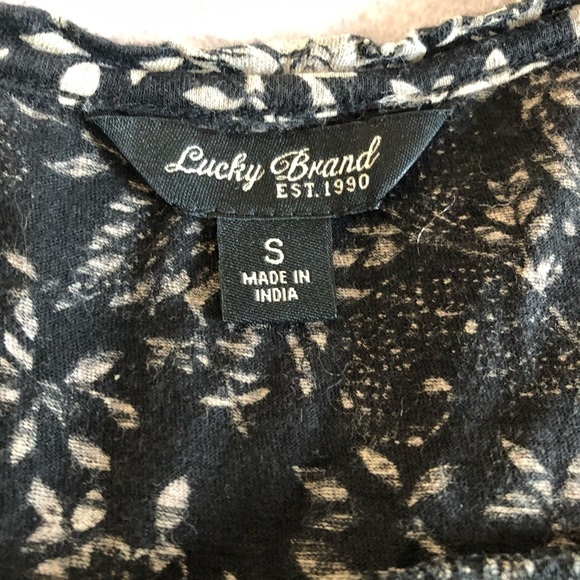 Lucky Brand
EST. 1990
S
MADE IN
INDIA